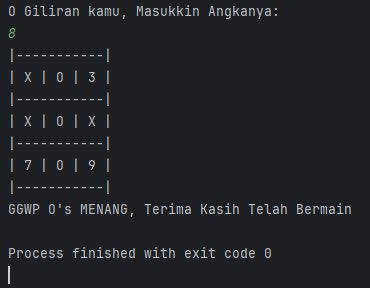 O Giliran kamu, Masukkin Angkanya:
8
|-----------|
| X | O | 3 |
|-----------|
| X | O | X |
|-----------|
| 7 | O | 9 |
|-----------|
GGWP O's MENANG, Terima Kasih Telah Bermain
Process finished with exit code 0